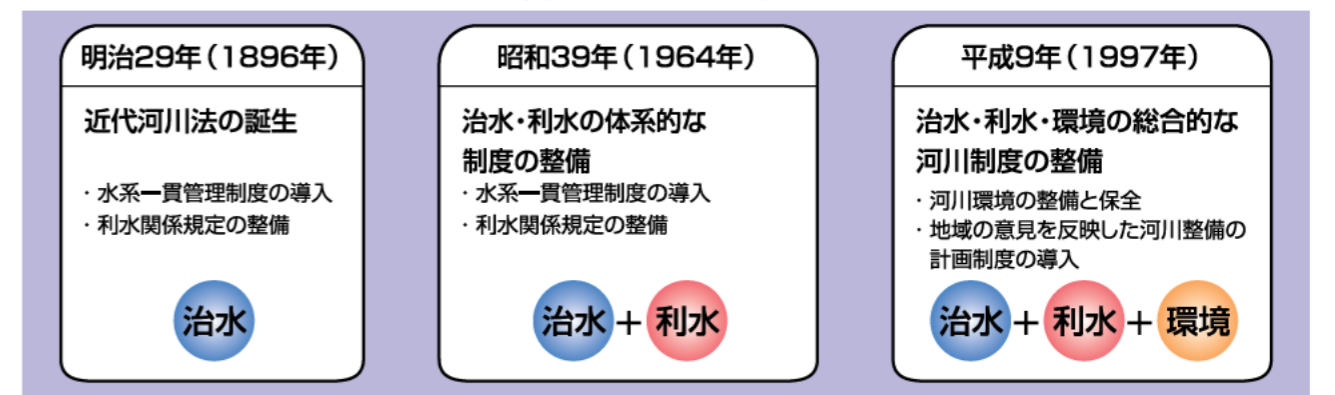 明治29年（1896年）
近代河川法の誕生
・水系一貫管理制度の導入
・利水関係規定の整備
治水
昭和39年（1964年）
治水・利水の体系的な
制度の整備
・水系一貫管理制度の導入
・利水関係規定の整備
治水＋利水
平成9年（1997年）
治水・利水・環境の総合的な
河川制度の整備
・河川環境の整備と保全
・地域の意見を反映した河川整備の
計画制度の導入
治水＋利水＋環境